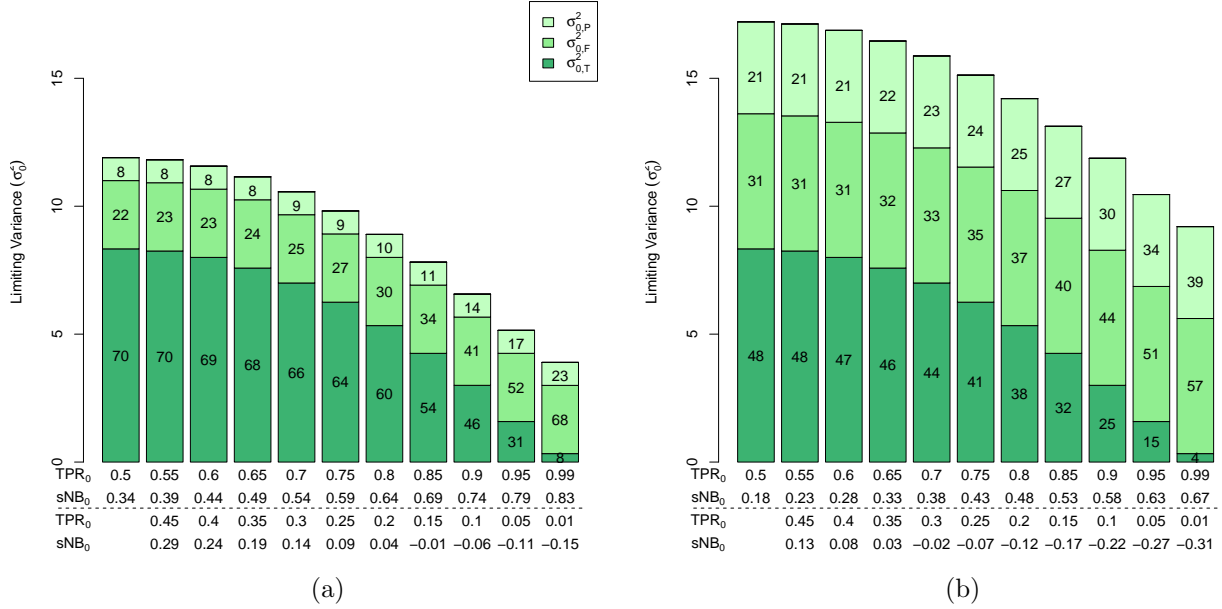 σ²0,P
σ²0,F
σ²0,T
Limiting Variance (σ²0)
15
10
5
0
8 8 8 8 9 9 10 11 14 17 23
22 23 23 24 25 27 30 34 41 52 68
70 70 69 68 66 64 60 54 46 31 8
TPR0 0.5 0.55 0.6 0.65 0.7 0.75 0.8 0.85 0.9 0.95 0.99
sNB0 0.34 0.39 0.44 0.49 0.54 0.59 0.64 0.69 0.74 0.79 0.83
TPR0 0.45 0.4 0.35 0.3 0.25 0.2 0.15 0.1 0.05 0.01
sNB0 0.29 0.24 0.19 0.14 0.09 0.04 −0.01 −0.06 −0.11 −0.15
(a)
Limiting Variance (σ²0)
15
10
5
0
21 21 21 22 23 24 25 27 30 34 39
31 31 31 32 33 35 37 40 44 51 57
48 48 47 46 44 41 38 32 25 15 4
TPR0 0.5 0.55 0.6 0.65 0.7 0.75 0.8 0.85 0.9 0.95 0.99
sNB0 0.18 0.23 0.28 0.33 0.38 0.43 0.48 0.53 0.58 0.63 0.67
TPR0 0.45 0.4 0.35 0.3 0.25 0.2 0.15 0.1 0.05 0.01
sNB0 0.13 0.08 0.03 −0.02 −0.07 −0.12 −0.17 −0.22 −0.27 −0.31
(b)